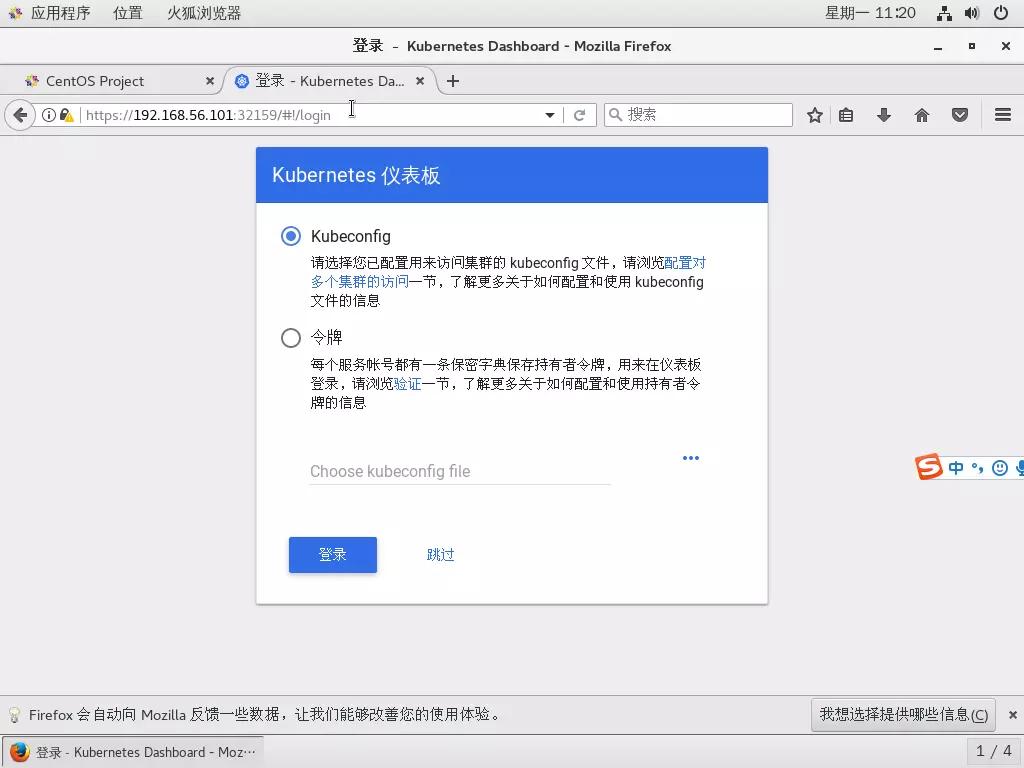 应用程序 位置 火狐浏览器 星期一 11:20
登录 - Kubernetes Dashboard - Mozilla Firefox
CentOS Project
登录 - Kubernetes Da...
https://192.168.56.101:32159/#!/login
搜索
Kubernetes 仪表板
Kubeconfig
请选择您已配置用来访问集群的 kubeconfig 文件，请浏览配置对
多个集群的访问一节，了解更多关于如何配置和使用 kubeconfig
文件的信息
令牌
每个服务帐号都有一条保密字典保存持有者令牌，用来在仪表板
登录，请浏览验证一节，了解更多关于如何配置和使用持有者令
牌的信息
Choose kubeconfig file
中
登录 跳过
Firefox 会自动向 Mozilla 反馈一些数据，让我们能够改善您的使用体验。
我想选择提供哪些信息(C)
登录 - Kubernetes Dashboard - Moz…
1 / 4